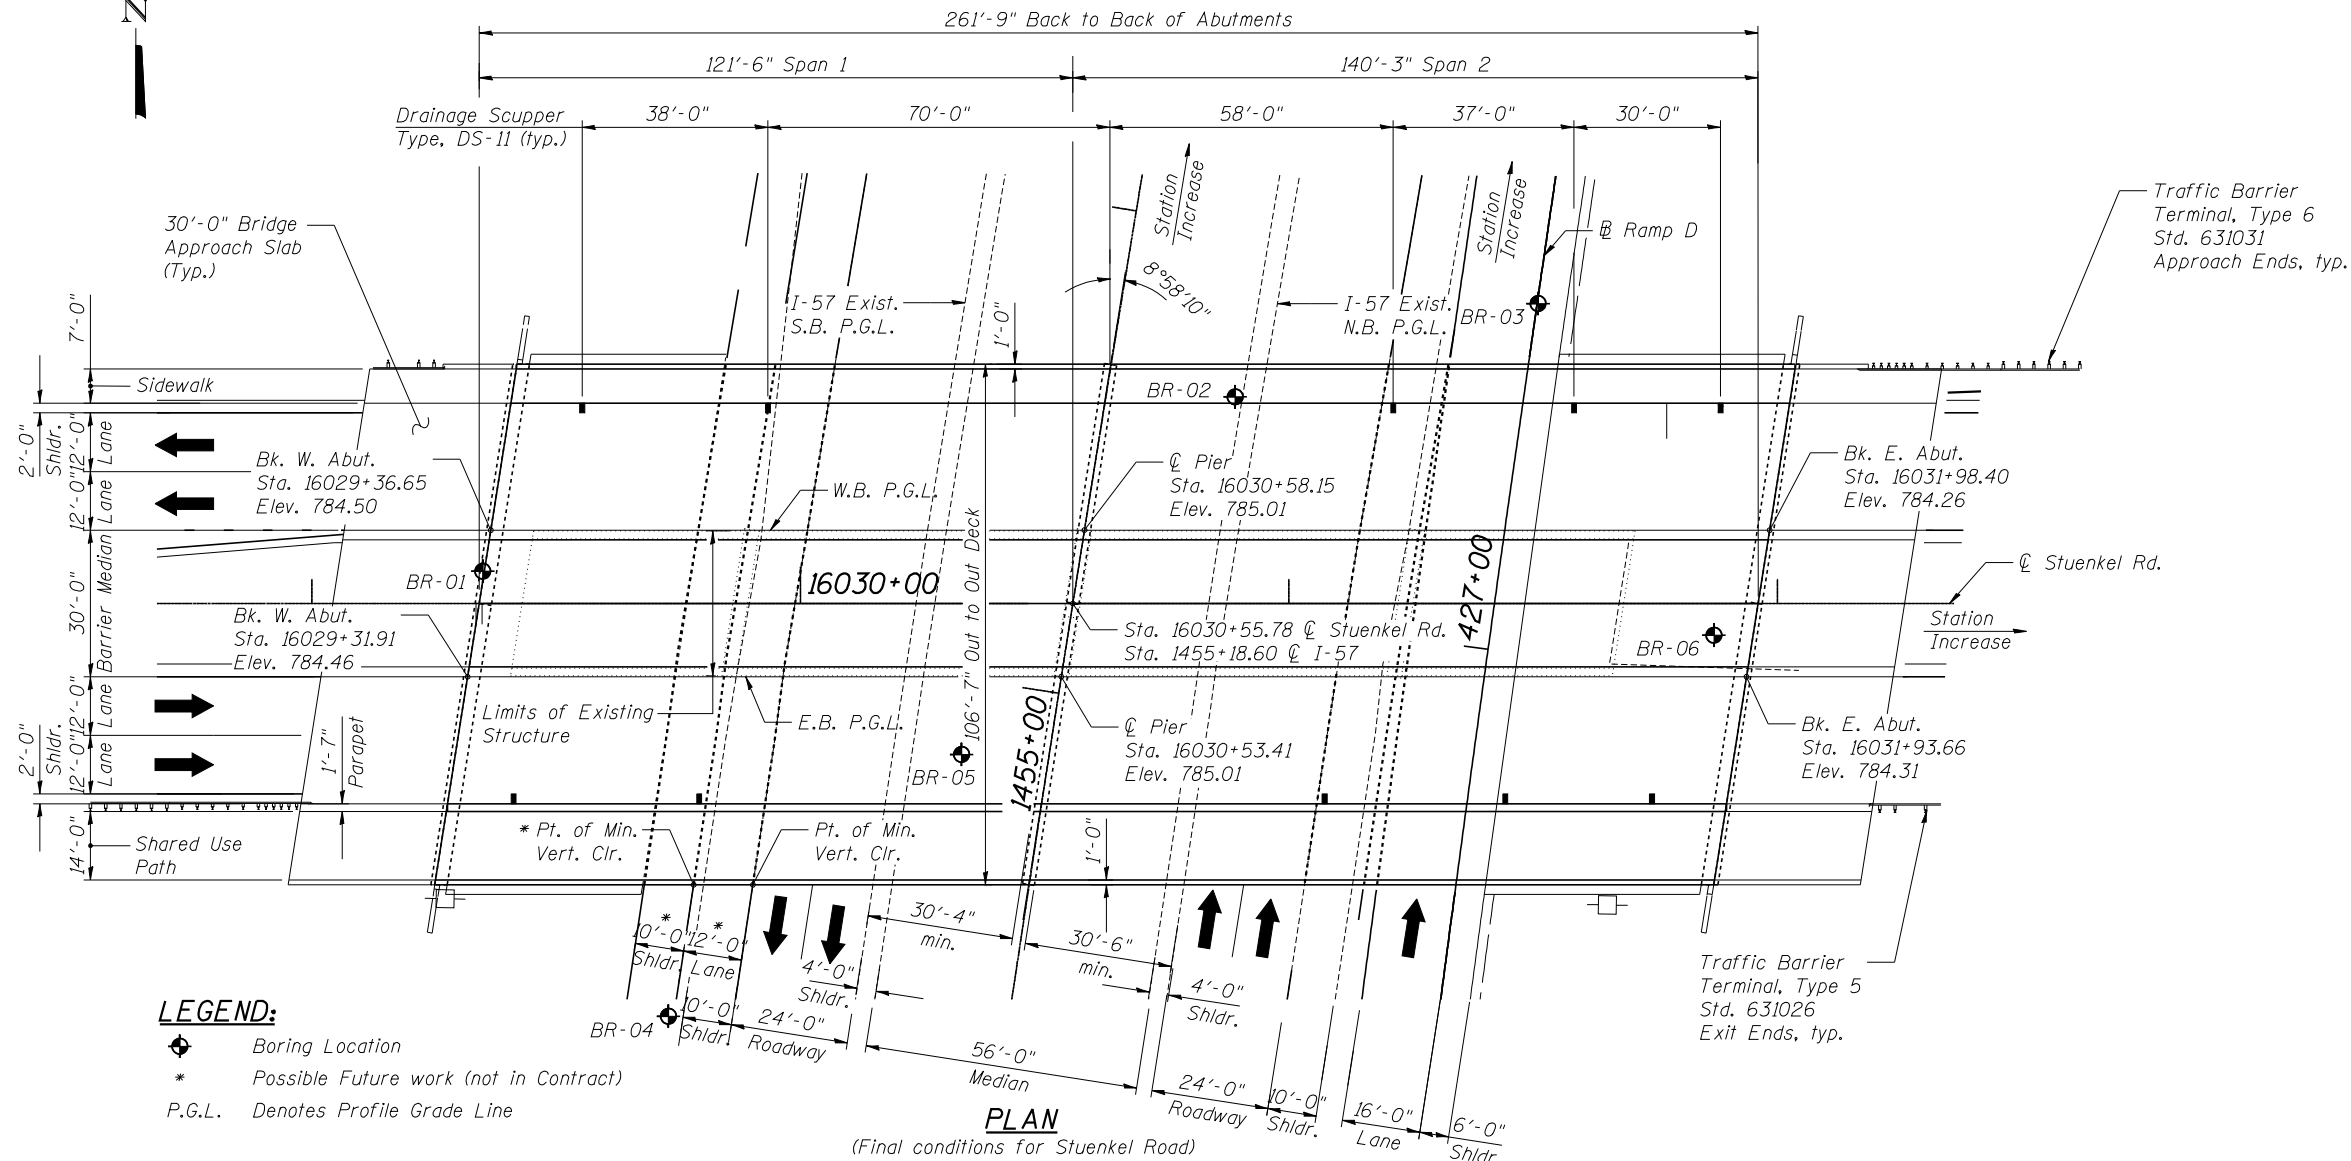 N
261'-9" Back to Back of Abutments
121'-6" Span 1
140'-3" Span 2
Drainage Scupper
Type, DS-11 (typ.)
38'-0"
70'-0"
58'-0"
37'-0"
30'-0"
Station
Increase
Station
Increase
Traffic Barrier
Terminal, Type 6
Std. 631031
Approach Ends, typ.
30'-0" Bridge
Approach Slab
(Typ.)
℄ Ramp D
8°58'10"
I-57 Exist.
S.B. P.G.L.
1'-0"
I-57 Exist.
N.B. P.G.L.
BR-03
7'-0"
Sidewalk
BR-02
2'-0"
Shldr.
12'-0"
Lane
12'-0"
Lane
Bk. W. Abut.
Sta. 16029+36.65
Elev. 784.50
W.B. P.G.L.
℄ Pier
Sta. 16030+58.15
Elev. 785.01
Bk. E. Abut.
Sta. 16031+98.40
Elev. 784.26
106'-7" Out to Out Deck
30'-0"
Barrier Median
BR-01
16030+00
427+00
℄ Stuenkel Rd.
Bk. W. Abut.
Sta. 16029+31.91
Elev. 784.46
Sta. 16030+55.78 ℄ Stuenkel Rd.
Sta. 1455+18.60 ℄ I-57
BR-06
Station
Increase
12'-0"
Lane
12'-0"
Lane
2'-0"
Shldr.
1'-7"
Parapet
Limits of Existing
Structure
E.B. P.G.L.
BR-05
1455+00
℄ Pier
Sta. 16030+53.41
Elev. 785.01
Bk. E. Abut.
Sta. 16031+93.66
Elev. 784.31
14'-0"
Shared Use
Path
* Pt. of Min.
Vert. Clr.
Pt. of Min.
Vert. Clr.
1'-0"
*
10'-0"
Shldr.
*
12'-0"
Lane
30'-4"
min.
30'-6"
min.
4'-0"
Shldr.
4'-0"
Shldr.
Traffic Barrier
Terminal, Type 5
Std. 631026
Exit Ends, typ.
BR-04
10'-0"
Shldr.
24'-0"
Roadway
56'-0"
Median
24'-0"
Roadway
10'-0"
Shldr.
16'-0"
Lane
6'-0"
Shldr.
LEGEND:
Boring Location
* Possible Future work (not in Contract)
P.G.L. Denotes Profile Grade Line
PLAN
(Final conditions for Stuenkel Road)